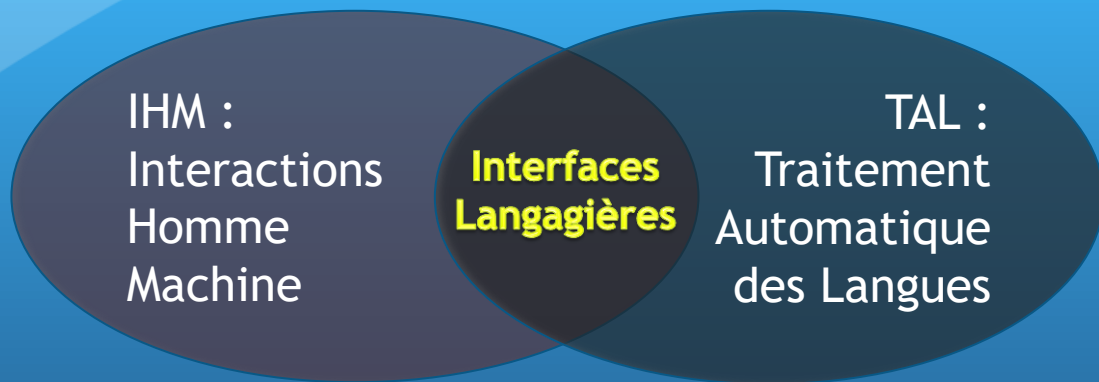 IHM :
Interactions
Homme
Machine
Interfaces
Langagières
TAL :
Traitement
Automatique
des Langues